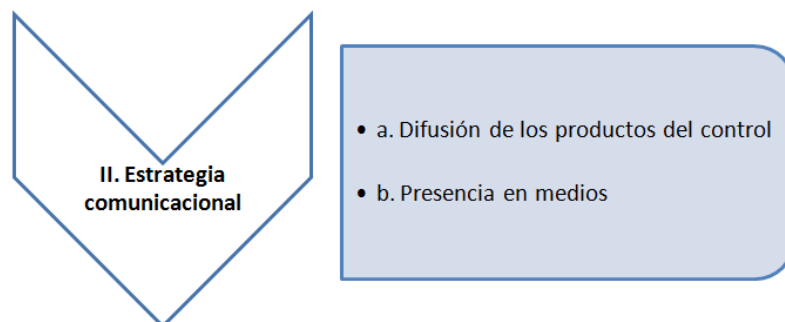 II. Estrategia
comunicacional
• a. Difusión de los productos del control
• b. Presencia en medios